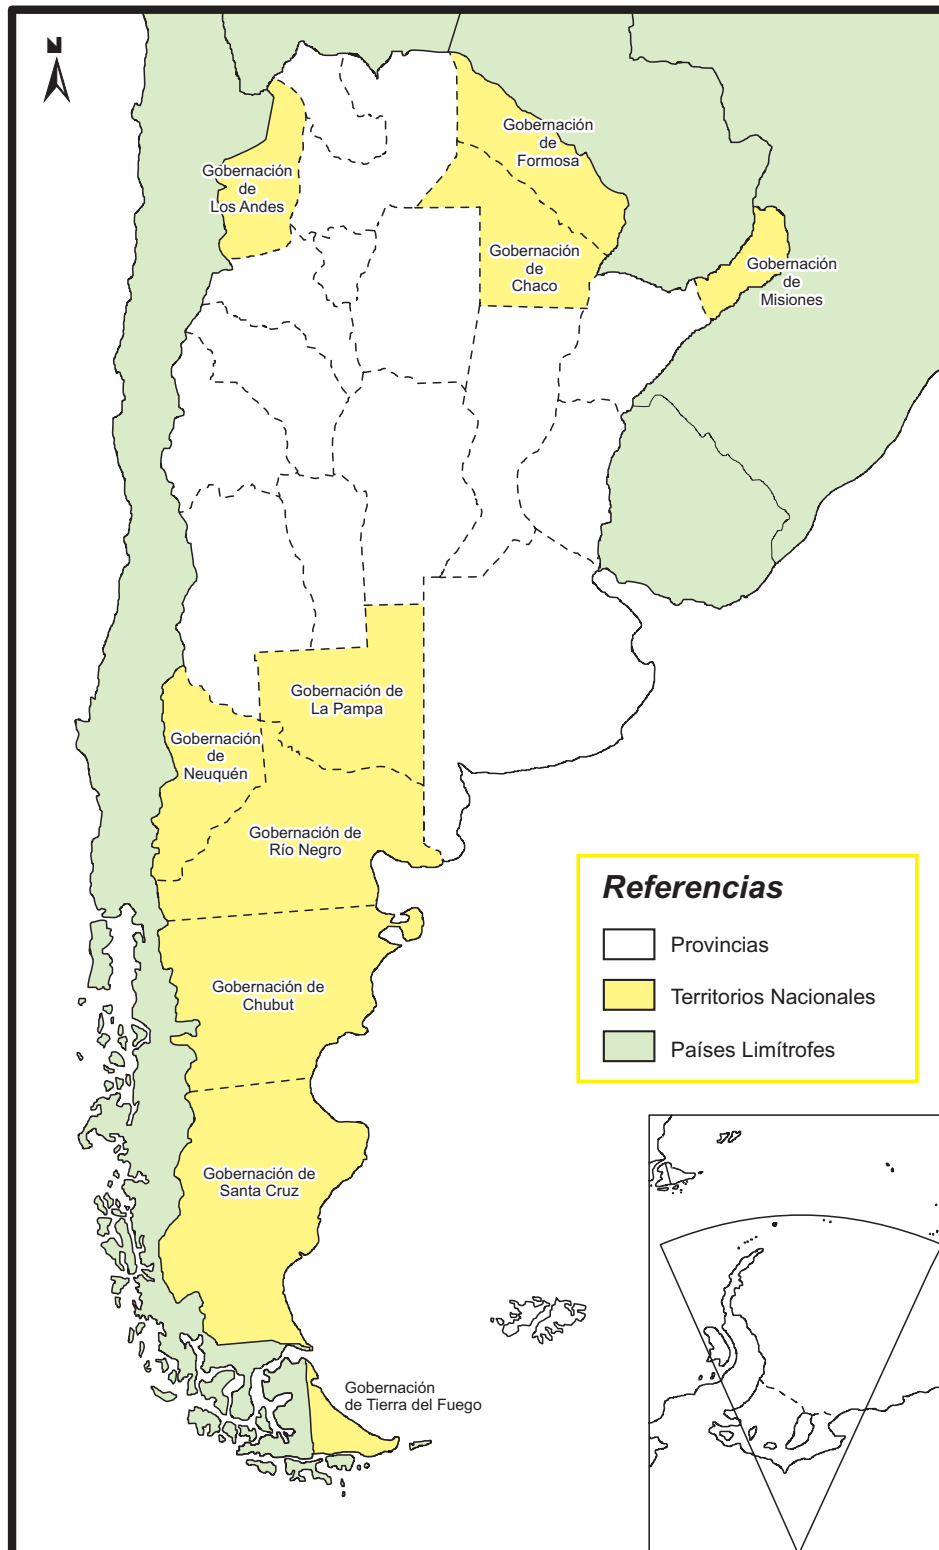 N
Gobernación
de
Formosa
Gobernación
de
Los Andes
Gobernación
de
Chaco
Gobernación
de
Misiones
Gobernación de
La Pampa
Gobernación
de
Neuquén
Gobernación de
Río Negro
Gobernación de
Chubut
Gobernación de
Santa Cruz
Gobernación
de Tierra del Fuego
Referencias
Provincias
Territorios Nacionales
Países Limítrofes